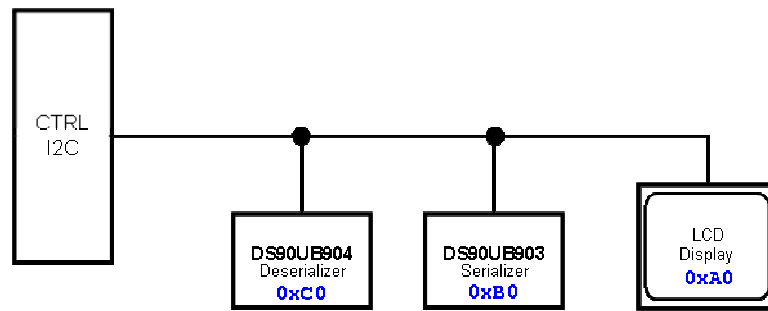 CTRL
I2C
DS90UB904
Deserializer
0xC0
DS90UB903
Serializer
0xB0
LCD
Display
0xA0